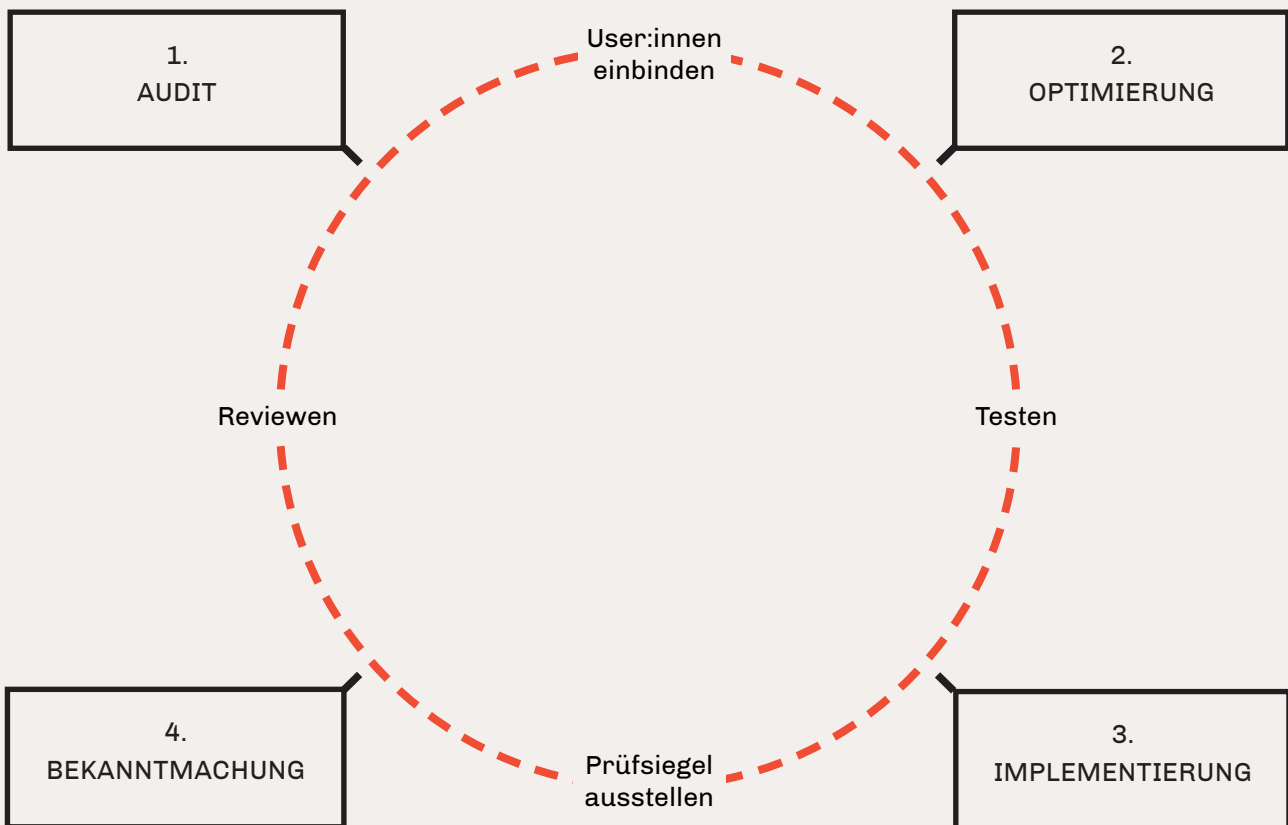 1.
AUDIT
User:innen
einbinden
2.
OPTIMIERUNG
Reviewen
Testen
4.
BEKANNTMACHUNG
Prüfsiegel
ausstellen
3.
IMPLEMENTIERUNG